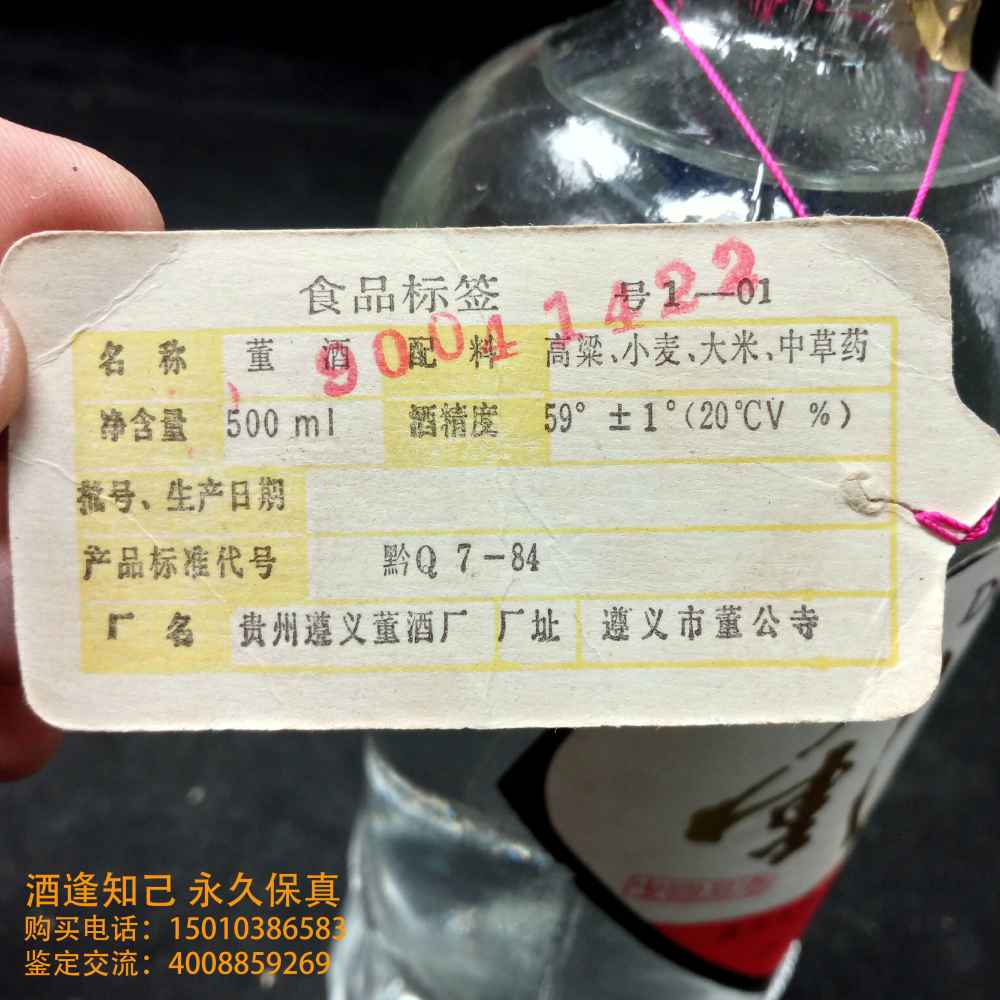 食品标签 号1—01
90041422
名称 董酒 配料 高粱、小麦、大米、中草药
净含量 500ml 酒精度 59°±1°(20℃V %)
批号、生产日期
产品标准代号 黔Q 7-84
厂名 贵州遵义董酒厂 厂址 遵义市董公寺
酒逢知己 永久保真
购买电话：15010386583
鉴定交流：4008859269